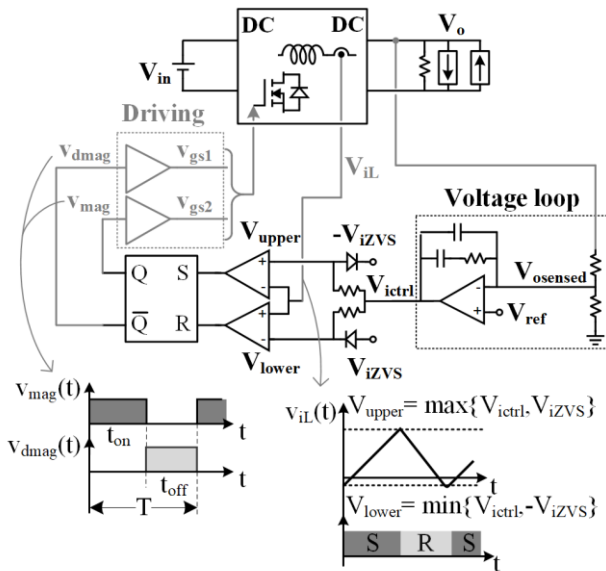 DC DC
V_o
V_in
Driving
v_dmag
v_gs1
V_iL
v_mag
v_gs2
Voltage loop
V_upper
-V_iZVS
V_ictrl
V_osensed
Q S
+
-
-
+
V_ref
Q̅ R
+
-
V_lower
V_iZVS
v_mag(t)
t_on
t
v_dmag(t)
t_off
t
T
v_iL(t)
V_upper= max{V_ictrl,V_iZVS}
t
V_lower= min{V_ictrl,-V_iZVS}
S R S
t